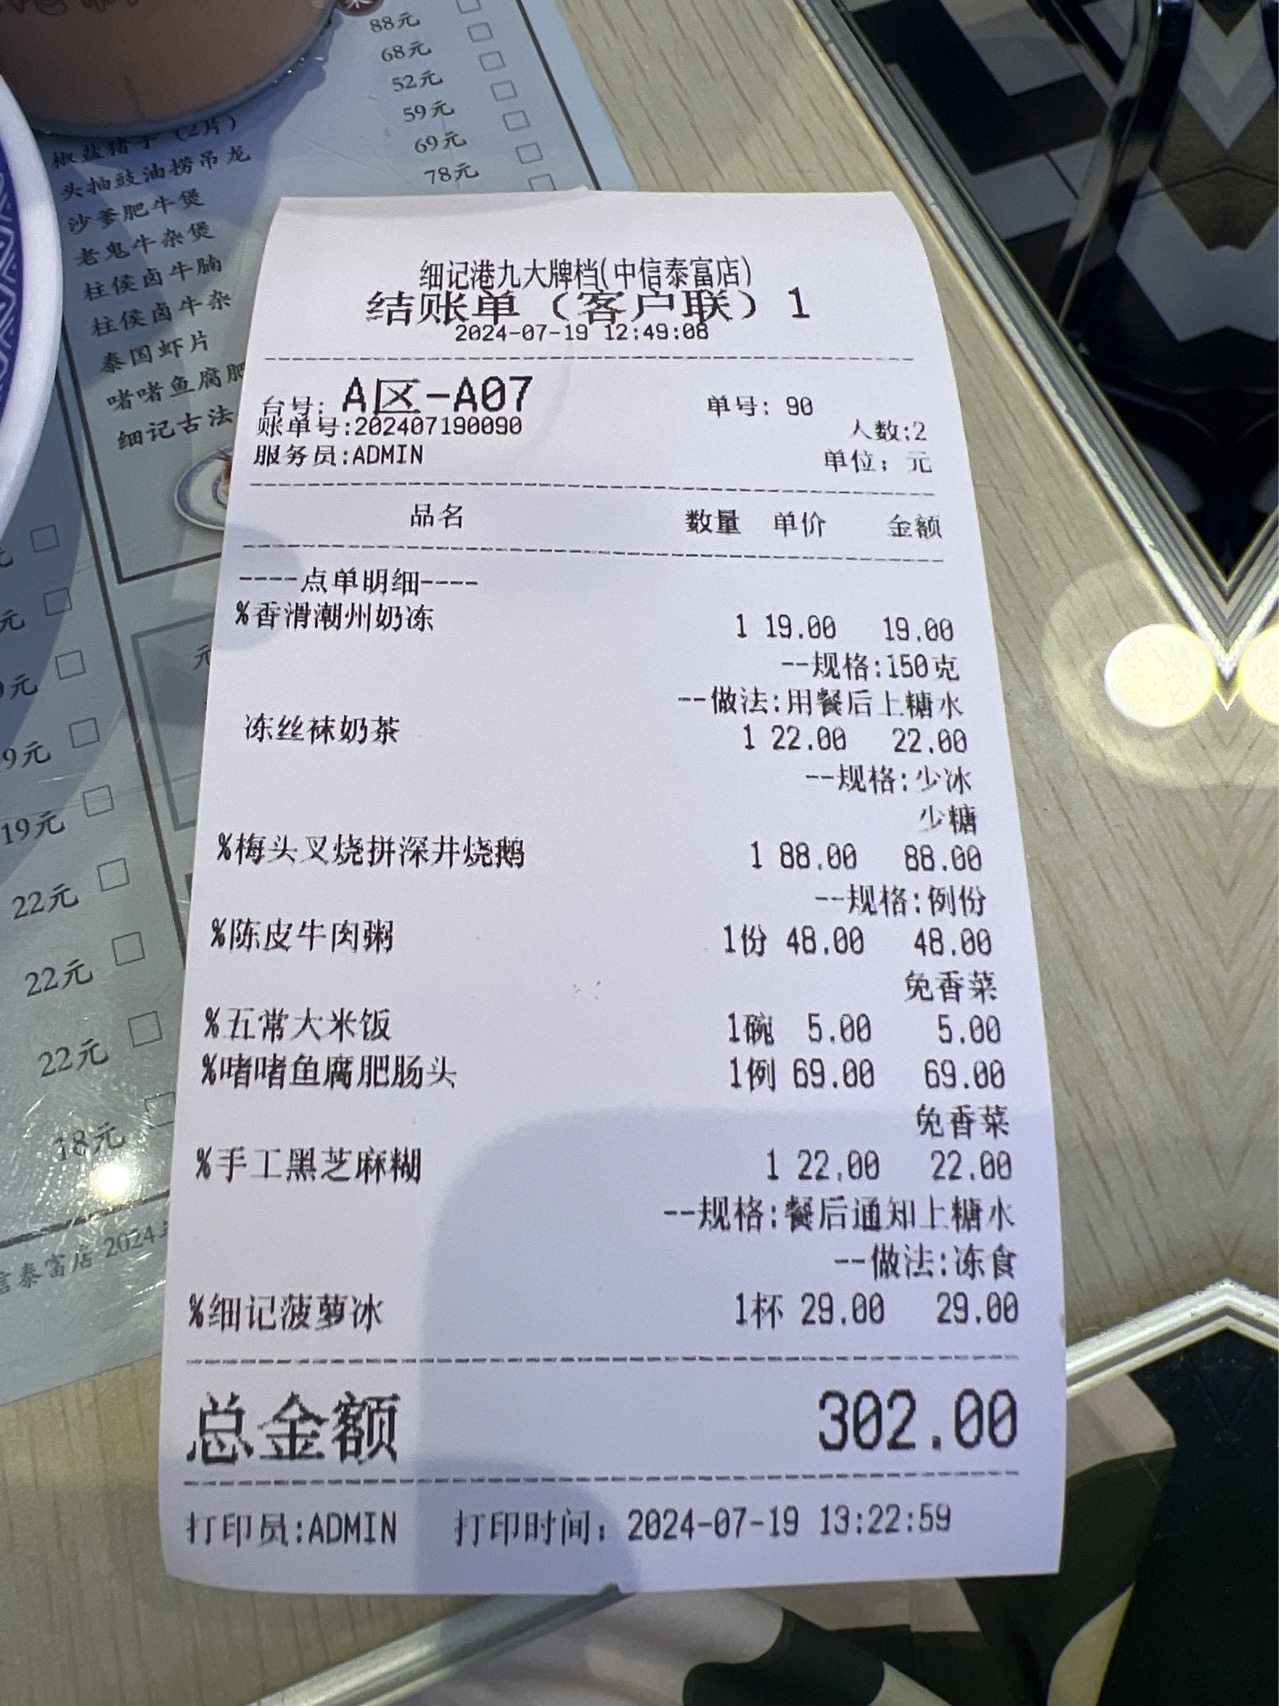 88元
68元
52元
59元
69元
78元
椒盐猪手（2片）
头抽豉油捞吊龙
沙爹肥牛煲
老鬼牛杂煲
柱侯卤牛腩
柱侯卤牛杂
泰国虾片
啫啫鱼腐肥
细记古法
元
9元
19元
22元
22元
22元
18元
信泰富店 2024
细记港九大牌档(中信泰富店)
结账单（客户联）1
2024-07-19 12:49:08
台号: A区-A07 单号: 90
账单号:202407190090 人数:2
服务员:ADMIN 单位: 元
品名 数量 单价 金额
----点单明细----
%香滑潮州奶冻 1 19.00 19.00
--规格:150克
--做法:用餐后上糖水
冻丝袜奶茶 1 22.00 22.00
--规格:少冰
少糖
%梅头叉烧拼深井烧鹅 1 88.00 88.00
--规格:例份
%陈皮牛肉粥 1份 48.00 48.00
免香菜
%五常大米饭 1碗 5.00 5.00
%啫啫鱼腐肥肠头 1例 69.00 69.00
免香菜
%手工黑芝麻糊 1 22.00 22.00
--规格:餐后通知上糖水
--做法:冻食
%细记菠萝冰 1杯 29.00 29.00
总金额 302.00
打印员:ADMIN 打印时间: 2024-07-19 13:22:59